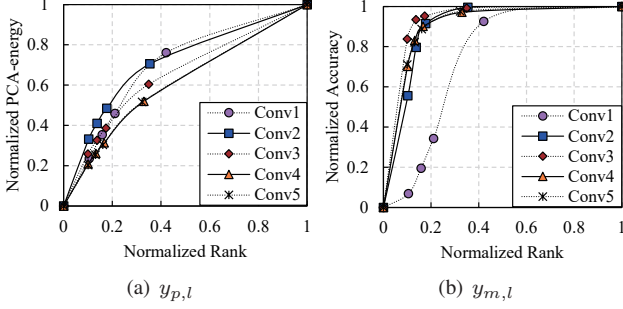 1
0.8
0.6
0.4
0.2
0
0 0.2 0.4 0.6 0.8 1
Normalized PCA-energy
Normalized Rank
Conv1
Conv2
Conv3
Conv4
Conv5
(a) y_{p,l}
1
0.8
0.6
0.4
0.2
0
0 0.2 0.4 0.6 0.8 1
Normalized Accuracy
Normalized Rank
Conv1
Conv2
Conv3
Conv4
Conv5
(b) y_{m,l}